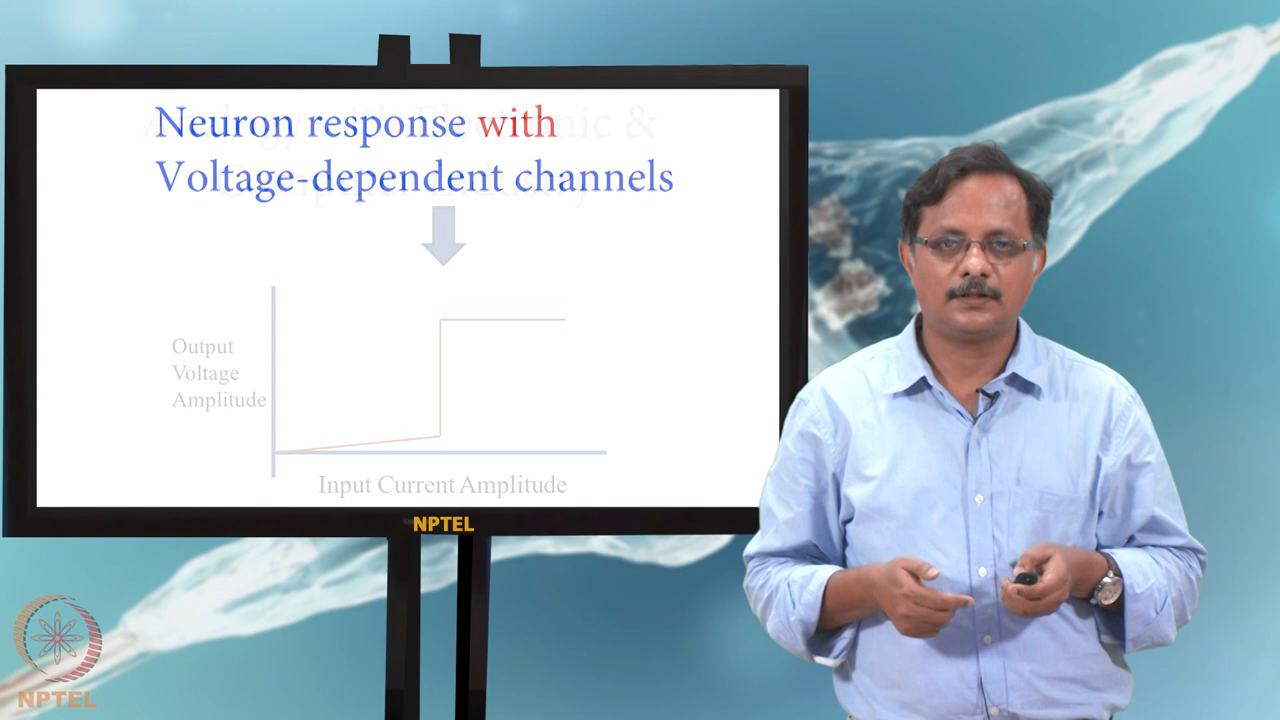 Neuron response with
Voltage-dependent channels
Output
Voltage
Amplitude
Input Current Amplitude
NPTEL
NPTEL